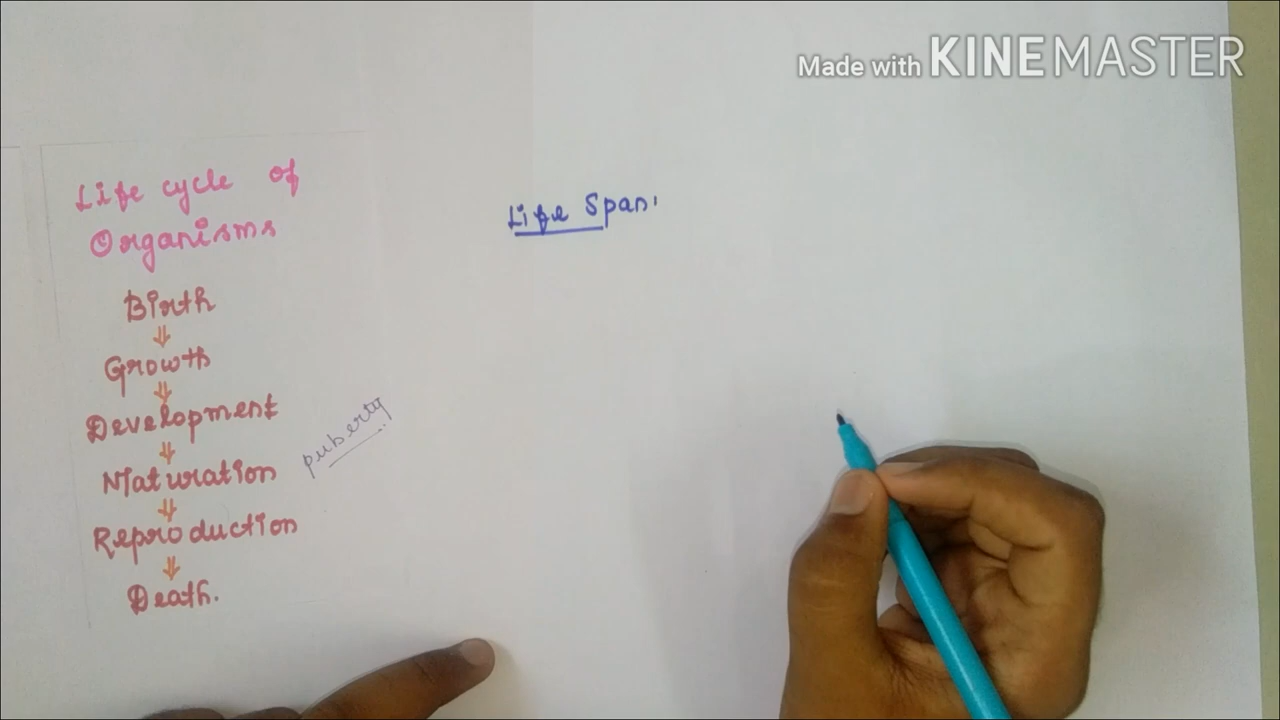 Made with KINEMASTER
Life cycle of
Organisms
Birth
⇓
Growth
⇓
Development
⇓
Maturation
puberty
⇓
Reproduction
⇓
Death.
Life Span.